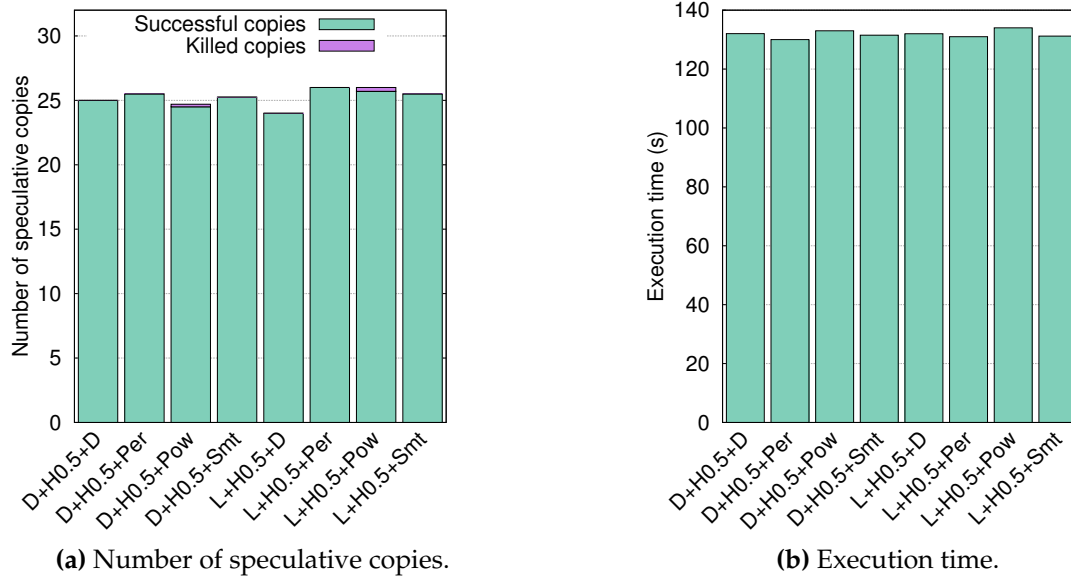 Number of speculative copies
30
25
20
15
10
5
0
Successful copies
Killed copies
D+H0.5+D
D+H0.5+Per
D+H0.5+Pow
D+H0.5+Smt
L+H0.5+D
L+H0.5+Per
L+H0.5+Pow
L+H0.5+Smt
(a) Number of speculative copies.
Execution time (s)
140
120
100
80
60
40
20
0
D+H0.5+D
D+H0.5+Per
D+H0.5+Pow
D+H0.5+Smt
L+H0.5+D
L+H0.5+Per
L+H0.5+Pow
L+H0.5+Smt
(b) Execution time.